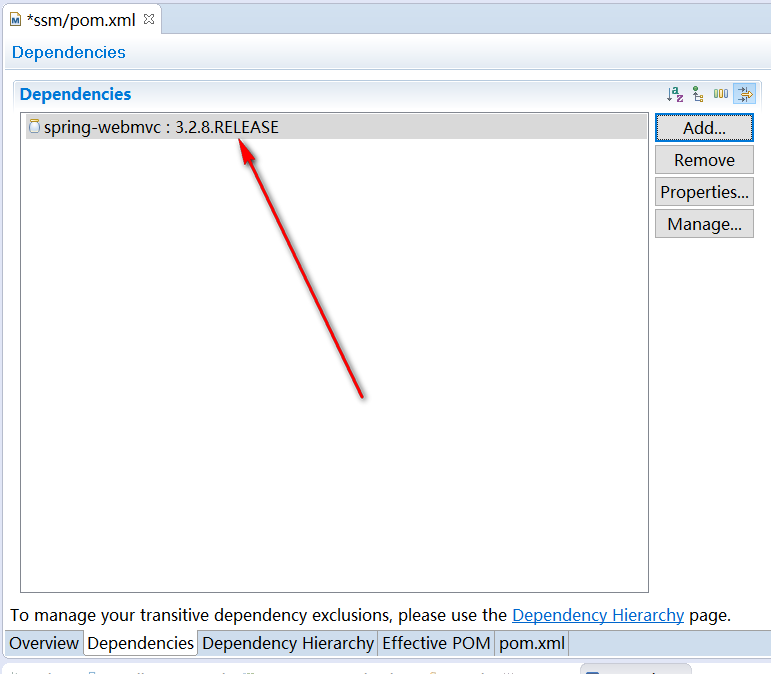 *ssm/pom.xml
Dependencies
Dependencies
spring-webmvc : 3.2.8.RELEASE
Add...
Remove
Properties...
Manage...
To manage your transitive dependency exclusions, please use the Dependency Hierarchy page.
Overview Dependencies Dependency Hierarchy Effective POM pom.xml